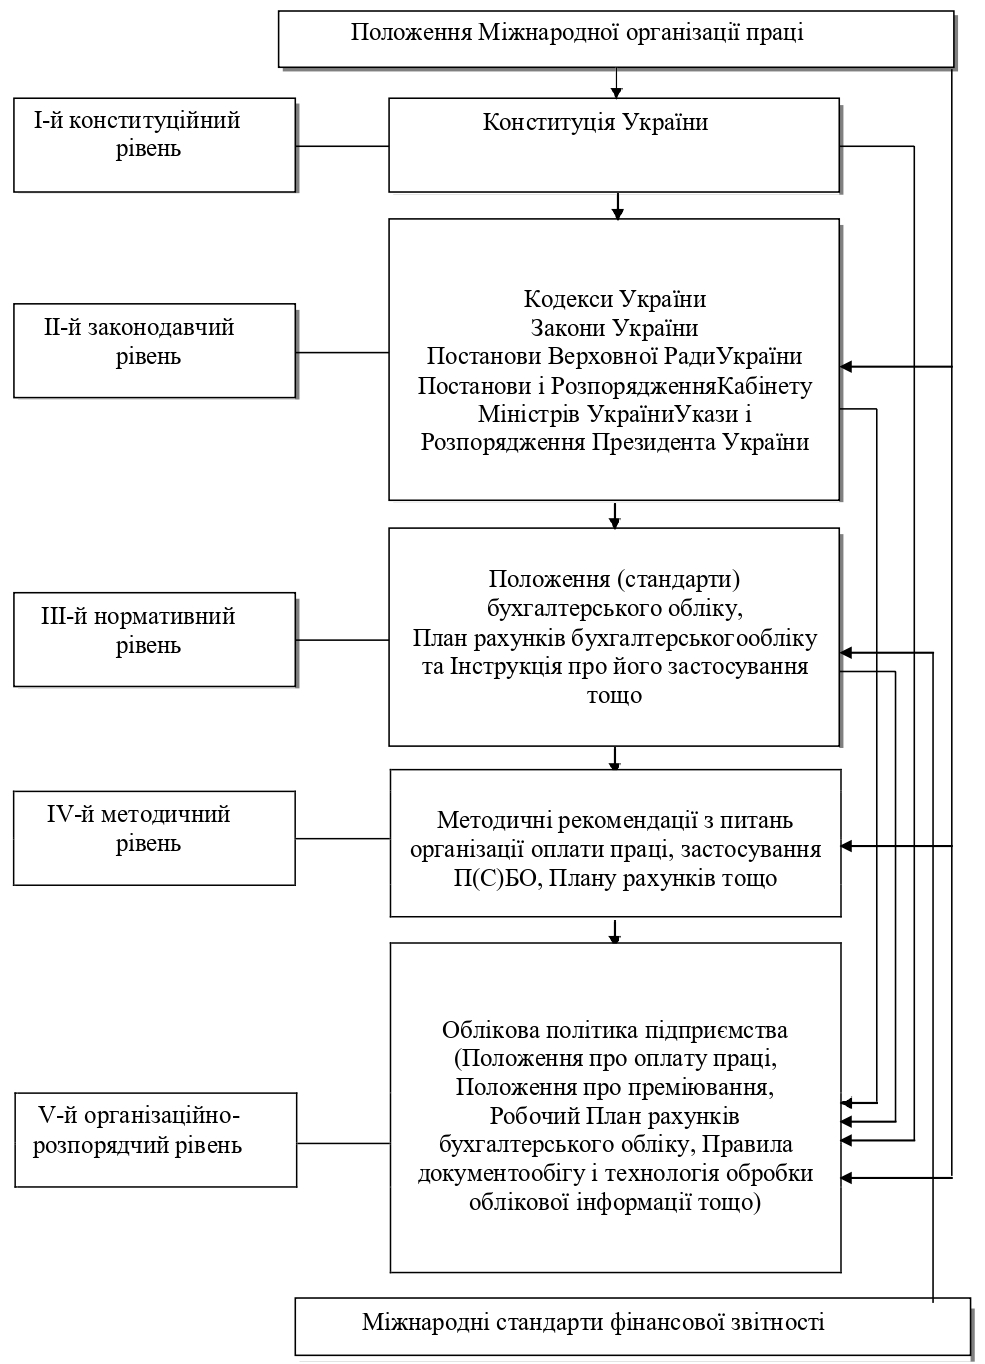 Положення Міжнародної організації праці
І-й конституційний
рівень
Конституція України
ІІ-й законодавчий
рівень
Кодекси України
Закони України
Постанови Верховної РадиУкраїни
Постанови і РозпорядженняКабінету
Міністрів УкраїниУкази і
Розпорядження Президента України
ІІІ-й нормативний
рівень
Положення (стандарти)
бухгалтерського обліку,
План рахунків бухгалтерськогообліку
та Інструкція про його застосування
тощо
IV-й методичний
рівень
Методичні рекомендації з питань
організації оплати праці, застосування
П(С)БО, Плану рахунків тощо
V-й організаційно-
розпорядчий рівень
Облікова політика підприємства
(Положення про оплату праці,
Положення про преміювання,
Робочий План рахунків
бухгалтерського обліку, Правила
документообігу і технологія обробки
облікової інформації тощо)
Міжнародні стандарти фінансової звітності